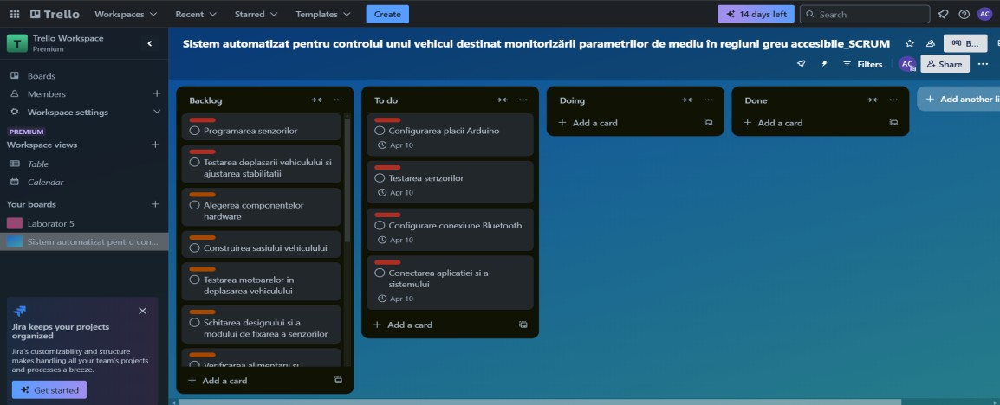 Trello
Workspaces
Recent
Starred
Templates
Create
14 days left
Search
AC
T
Trello Workspace
Premium
Boards
Members
Workspace settings
PREMIUM
Workspace views
Table
Calendar
Your boards
Laborator 5
Sistem automatizat pentru con...
Jira keeps your projects
organized
Jira's customizability and structure
makes handling all your team's projects
and processes a breeze.
Get started
Sistem automatizat pentru controlul unui vehicul destinat monitorizării parametrilor de mediu în regiuni greu accesibile_SCRUM
B...
Filters
AC
Share
Backlog
Programarea senzorilor
Testarea deplasarii vehiculului si
ajustarea stabilitatii
Alegerea componentelor
hardware
Construirea sasiului vehiculului
Testarea motoarelor in
deplasarea vehiculului
Schitarea designului si a
modului de fixarea a senzorilor
Verificarea alimentarii si
Add a card
To do
Configurarea placii Arduino
Apr 10
Testarea senzorilor
Apr 10
Configurare conexiune Bluetooth
Apr 10
Conectarea aplicatiei si a
sistemului
Apr 10
Add a card
Doing
Add a card
Done
Add a card
Add another li